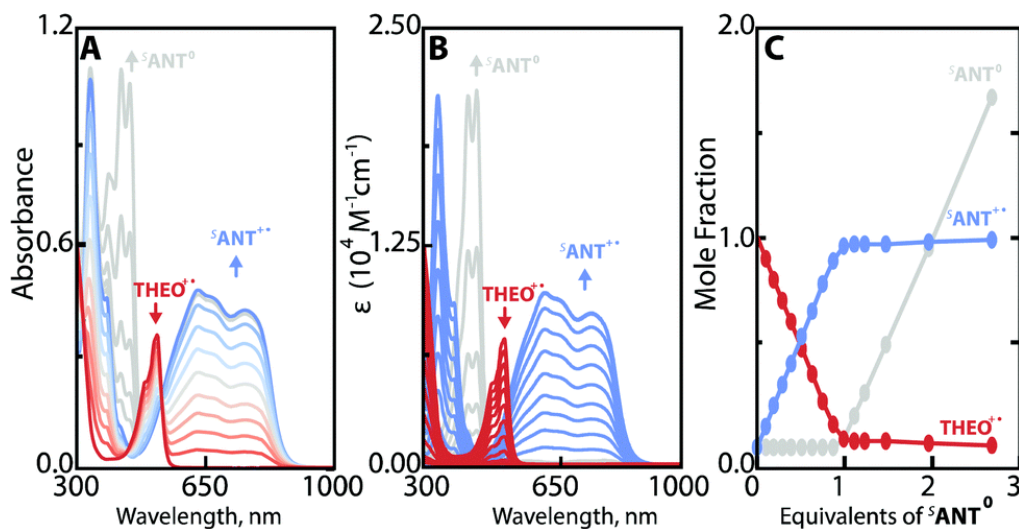 A
1.2
0.6
0.0
Absorbance
ˢANT⁰
ˢANT⁺•
THEO⁺•
300
650
1000
Wavelength, nm
B
2.50
1.25
0.00
ε (10⁴ M⁻¹cm⁻¹)
ˢANT⁰
ˢANT⁺•
THEO⁺•
300
650
1000
Wavelength, nm
C
2.0
1.0
0.0
Mole Fraction
ˢANT⁰
ˢANT⁺•
THEO⁺•
0
1
2
3
Equivalents of ˢANT⁰